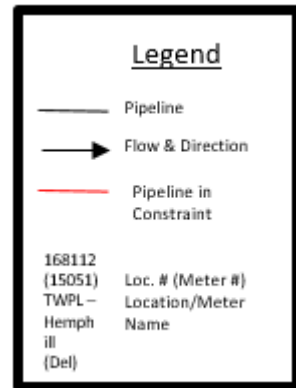 Legend
Pipeline
Flow & Direction
Pipeline in
Constraint
168112
(15051)
TWPL –
Hemph
ill
(Del)
Loc. # (Meter #)
Location/Meter
Name